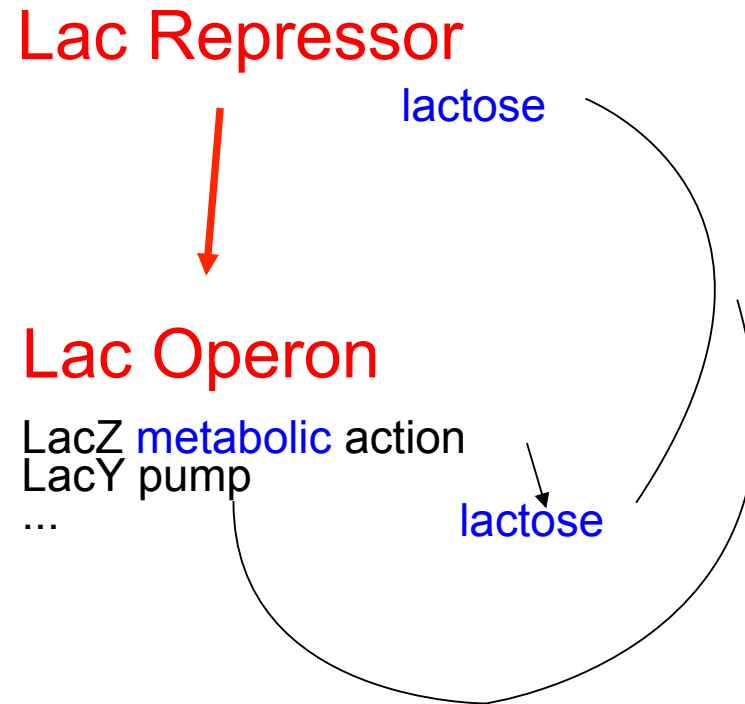 Lac Repressor
lactose
Lac Operon
LacZ metabolic action
LacY pump
...
lactose